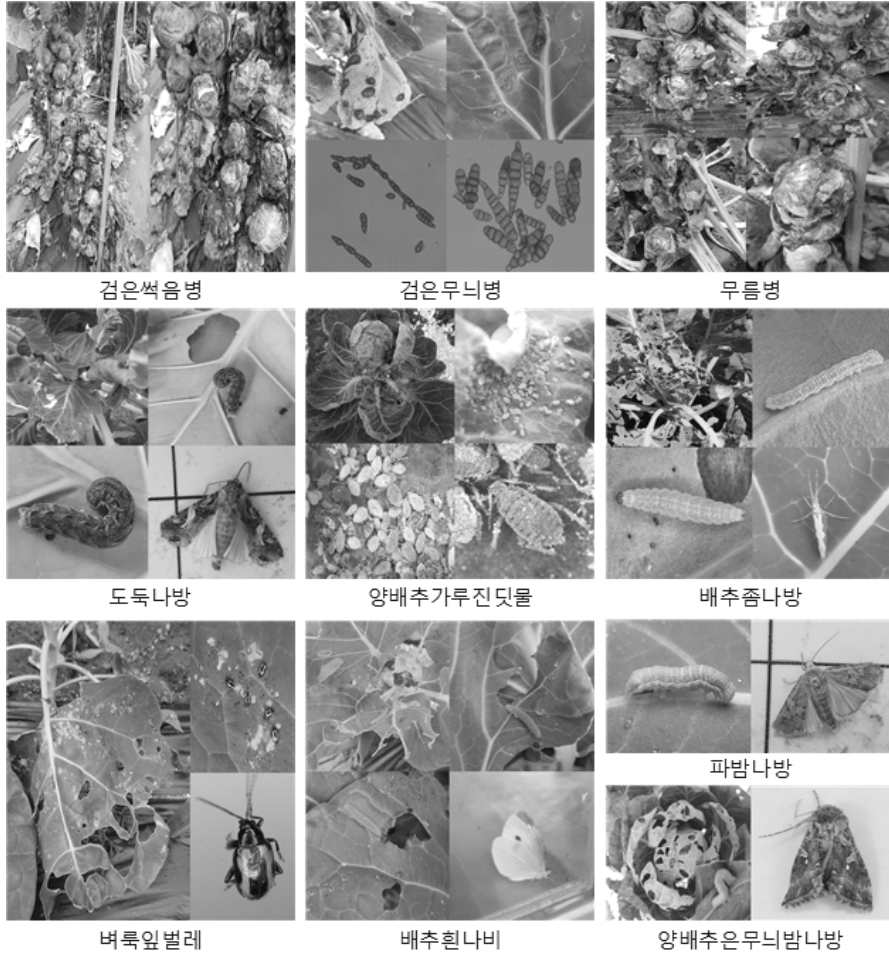 검은썩음병
검은무늬병
무름병
도둑나방
양배추가루진딧물
배추좀나방
벼룩잎벌레
배추흰나비
파밤나방
양배추은무늬밤나방